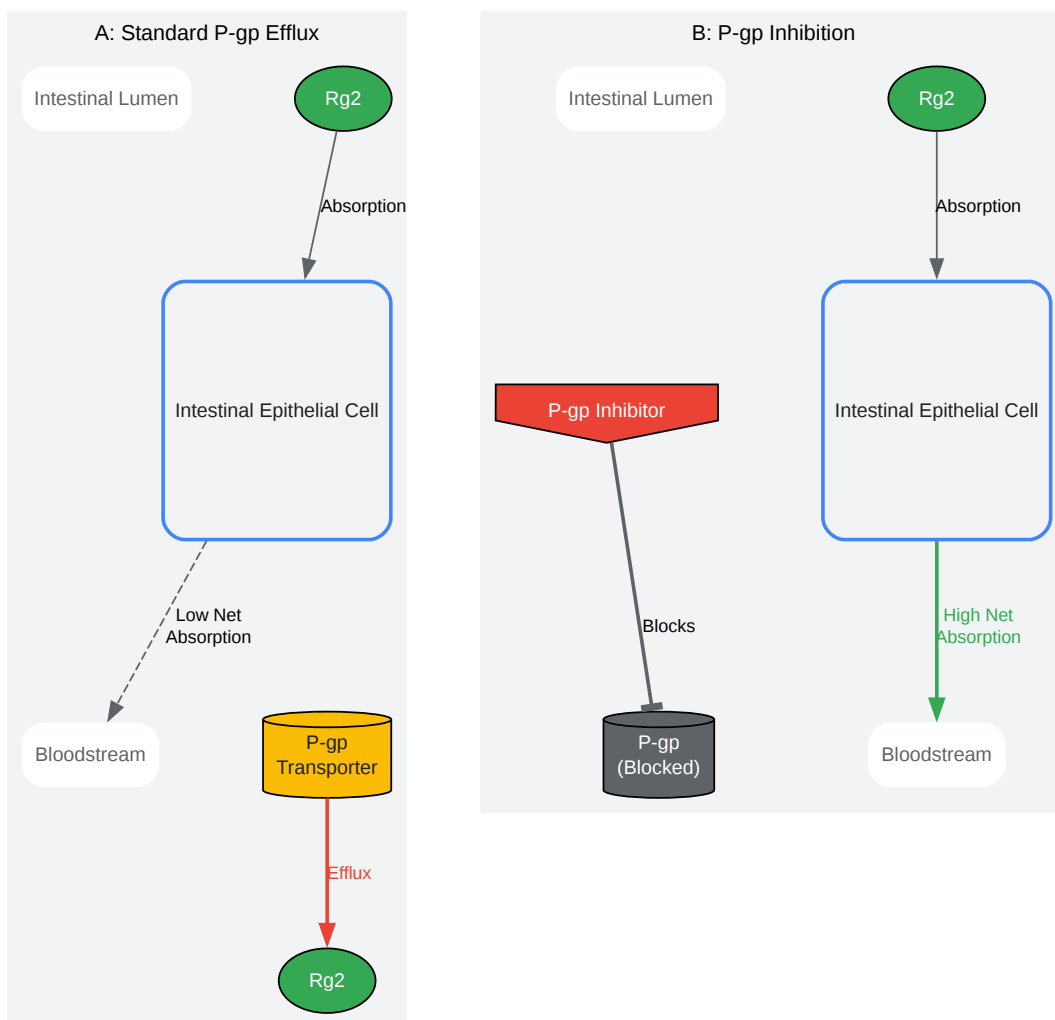 A: Standard P-gp Efflux
Intestinal Lumen
Rg2
Absorption
Intestinal Epithelial Cell
Low Net
Absorption
Bloodstream
P-gp
Transporter
Efflux
Rg2
B: P-gp Inhibition
Intestinal Lumen
Rg2
Absorption
P-gp Inhibitor
Intestinal Epithelial Cell
Blocks
High Net
Absorption
P-gp
(Blocked)
Bloodstream